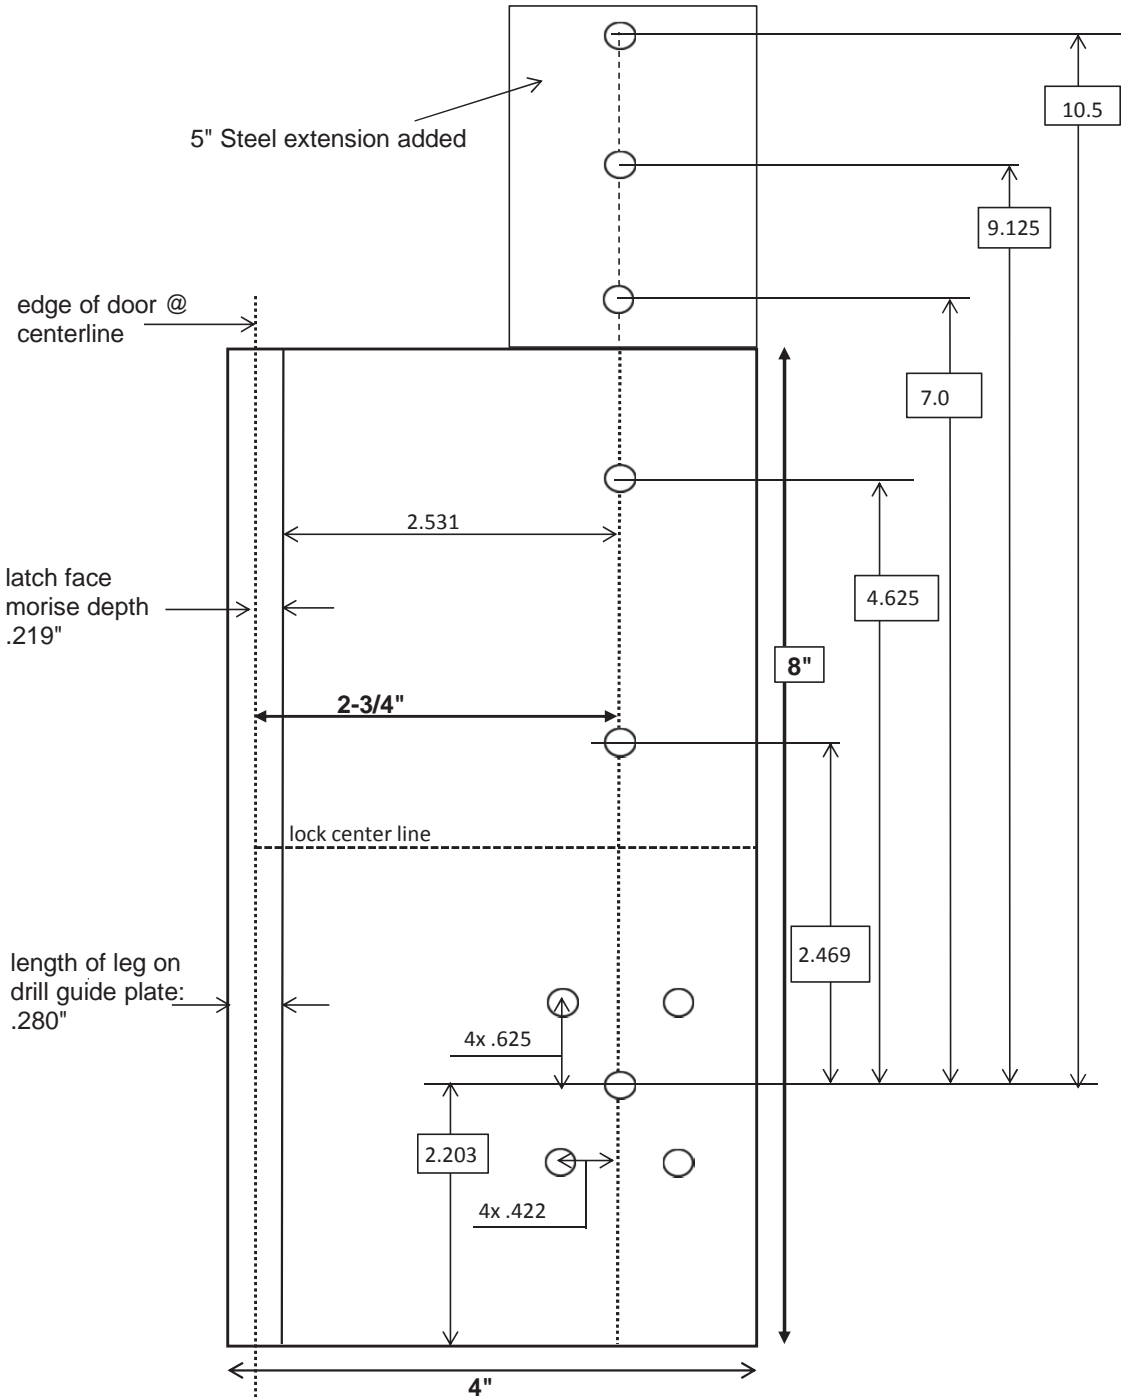 10.5
5" Steel extension added
9.125
edge of door @
centerline
7.0
2.531
latch face
morise depth
.219"
4.625
8"
2-3/4"
lock center line
2.469
length of leg on
drill guide plate:
.280"
4x .625
2.203
4x .422
4"